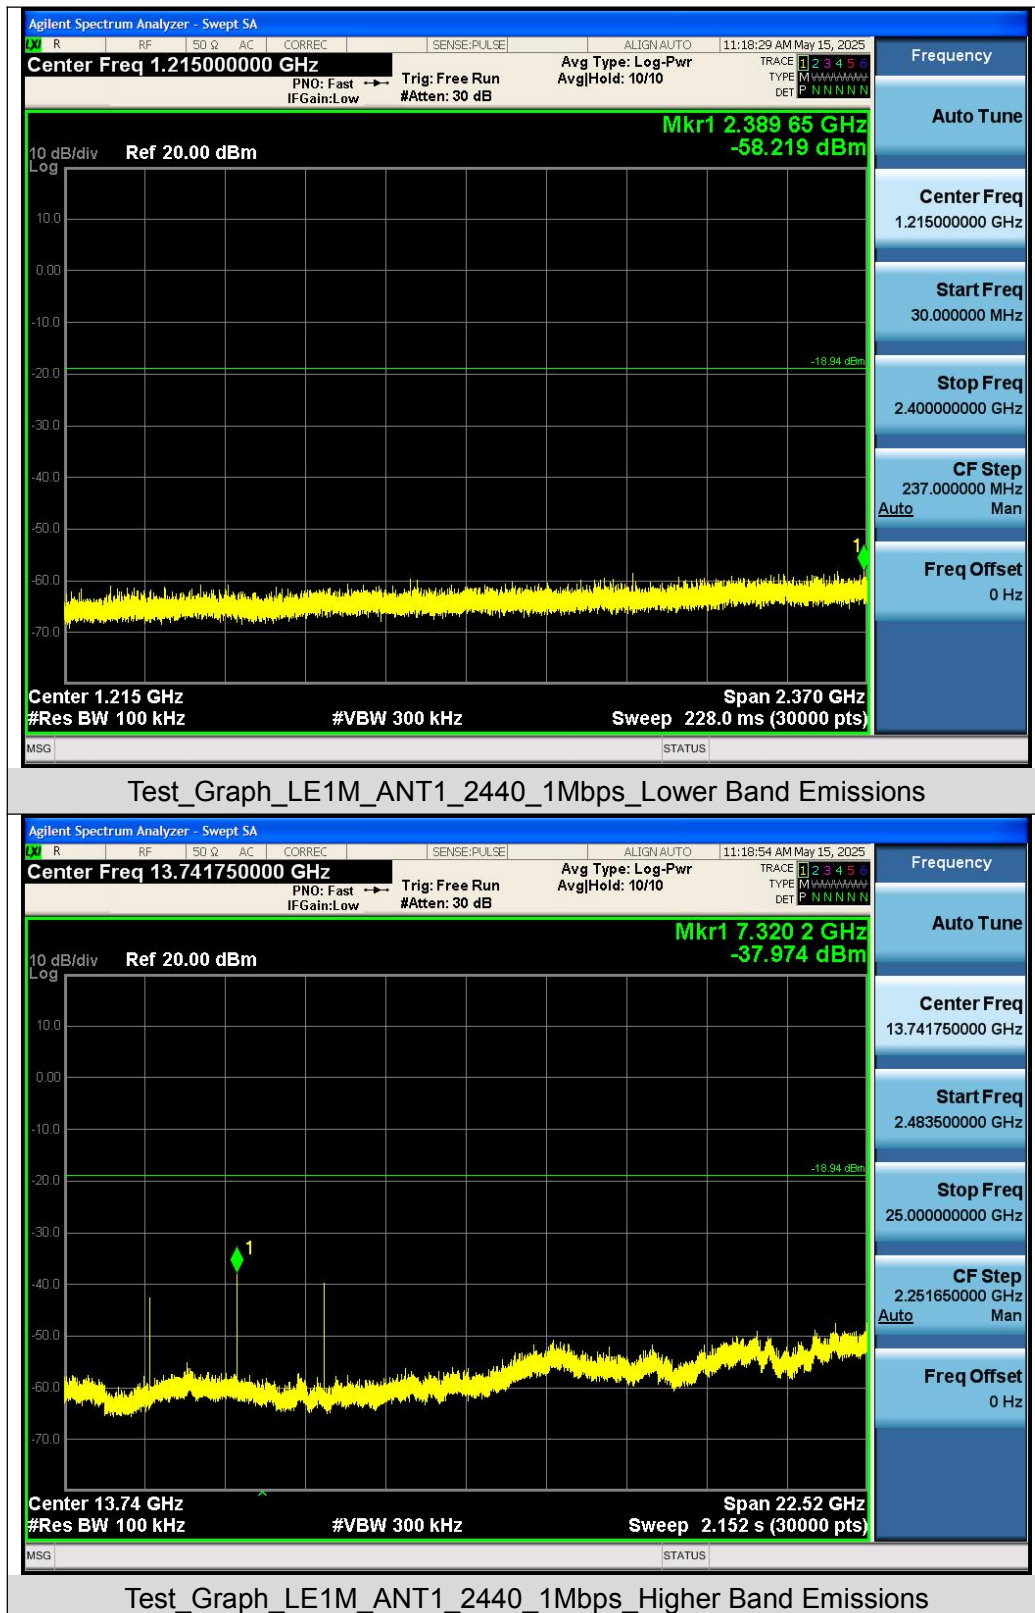 Agilent Spectrum Analyzer - Swept SA
LXI R RF 50 Ω AC CORREC SENSE:PULSE ALIGN AUTO 11:18:29 AM May 15, 2025
Center Freq 1.215000000 GHz
PNO: Fast
IFGain:Low
Trig: Free Run
#Atten: 30 dB
Avg Type: Log-Pwr
Avg|Hold: 10/10
TRACE 1 2 3 4 5 6
TYPE M
DET P N N N N N
Mkr1 2.389 65 GHz
-58.219 dBm
10 dB/div
Log
Ref 20.00 dBm
10.0
0.00
-10.0
-18.94 dBm
-20.0
-30.0
-40.0
-50.0
1
-60.0
-70.0
Center 1.215 GHz
Span 2.370 GHz
#Res BW 100 kHz
#VBW 300 kHz
Sweep 228.0 ms (30000 pts)
MSG
STATUS
Frequency
Auto Tune
Center Freq
1.215000000 GHz
Start Freq
30.000000 MHz
Stop Freq
2.400000000 GHz
CF Step
237.000000 MHz
Auto Man
Freq Offset
0 Hz
Test_Graph_LE1M_ANT1_2440_1Mbps_Lower Band Emissions
Agilent Spectrum Analyzer - Swept SA
LXI R RF 50 Ω AC CORREC SENSE:PULSE ALIGN AUTO 11:18:54 AM May 15, 2025
Center Freq 13.741750000 GHz
PNO: Fast
IFGain:Low
Trig: Free Run
#Atten: 30 dB
Avg Type: Log-Pwr
Avg|Hold: 10/10
TRACE 1 2 3 4 5 6
TYPE M
DET P N N N N N
Mkr1 7.320 2 GHz
-37.974 dBm
10 dB/div
Log
Ref 20.00 dBm
10.0
0.00
-10.0
-18.94 dBm
-20.0
-30.0
1
-40.0
-50.0
-60.0
-70.0
Center 13.74 GHz
Span 22.52 GHz
#Res BW 100 kHz
#VBW 300 kHz
Sweep 2.152 s (30000 pts)
MSG
STATUS
Frequency
Auto Tune
Center Freq
13.741750000 GHz
Start Freq
2.483500000 GHz
Stop Freq
25.000000000 GHz
CF Step
2.251650000 GHz
Auto Man
Freq Offset
0 Hz
Test_Graph_LE1M_ANT1_2440_1Mbps_Higher Band Emissions